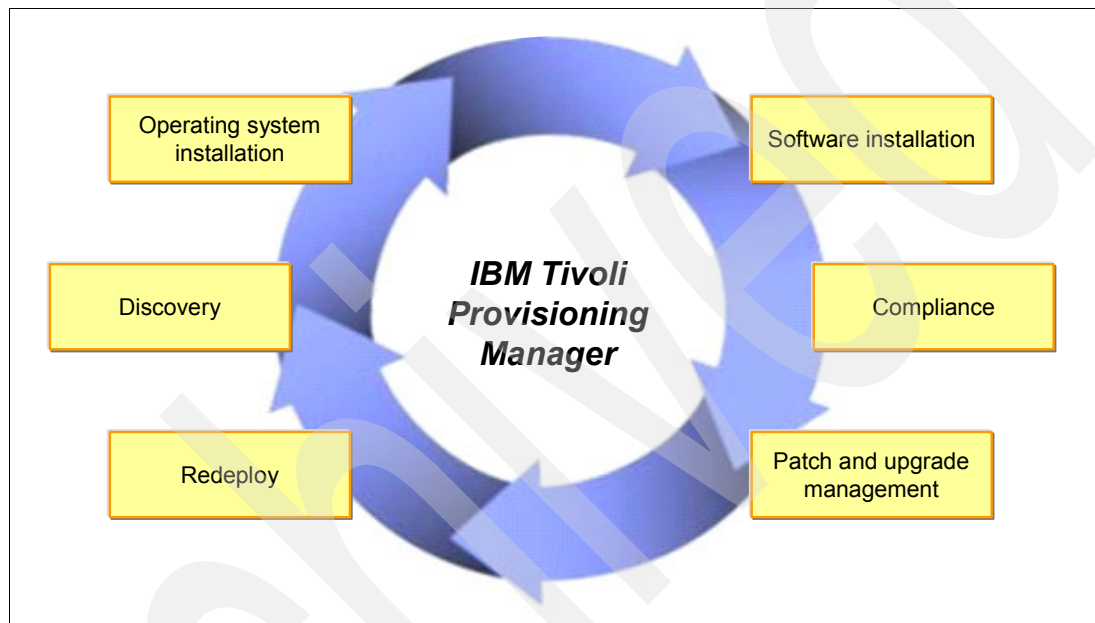 Operating system
installation
Software installation
Discovery
IBM Tivoli
Provisioning
Manager
Compliance
Redeploy
Patch and upgrade
management